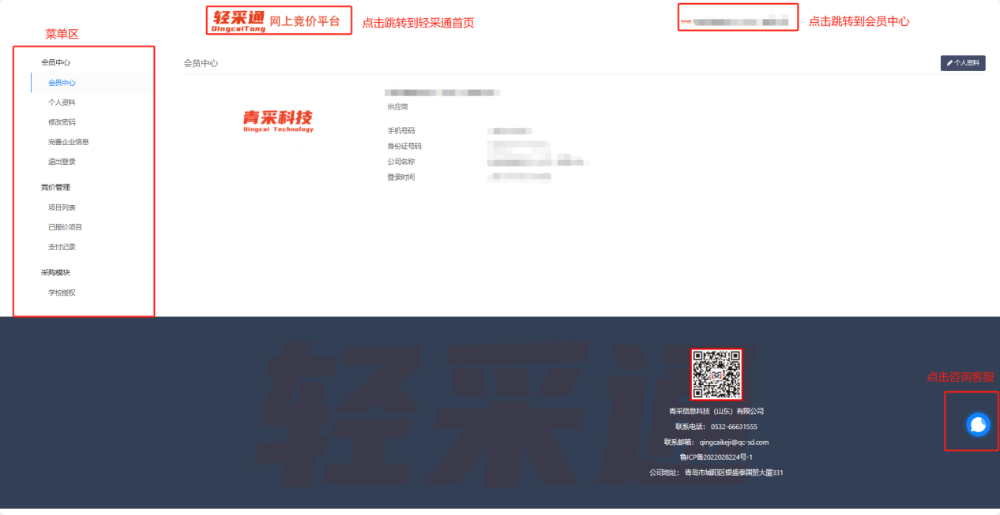 轻采通 网上竞价平台
QingcaiTong
点击跳转到轻采通首页
点击跳转到会员中心
菜单区
会员中心
会员中心
个人资料
修改密码
完善企业信息
退出登录
竞价管理
项目列表
已报价项目
支付记录
采购模块
学校授权
会员中心
个人资料
青采科技
Qingcai Technology
供应商
手机号码
身份证号码
公司名称
登录时间
轻采通
点击咨询客服
青采信息科技（山东）有限公司
联系电话： 0532-66631555
联系邮箱： qingcaikeji@qc-sd.com
鲁ICP备2022028224号-1
公司地址： 青岛市城阳区银盛泰国贸大厦331